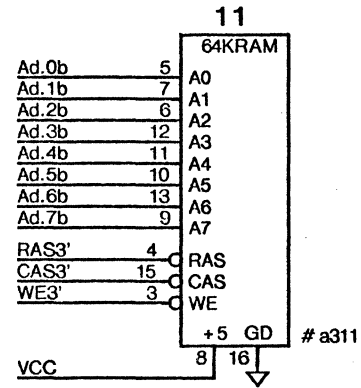 11
64KRAM
Ad.0b 5 A0
Ad.1b 7 A1
Ad.2b 6 A2
Ad.3b 12 A3
Ad.4b 11 A4
Ad.5b 10 A5
Ad.6b 13 A6
Ad.7b 9 A7
RAS3' 4 RAS
CAS3' 15 CAS
WE3' 3 WE
+5 GD # a311
VCC 8 16